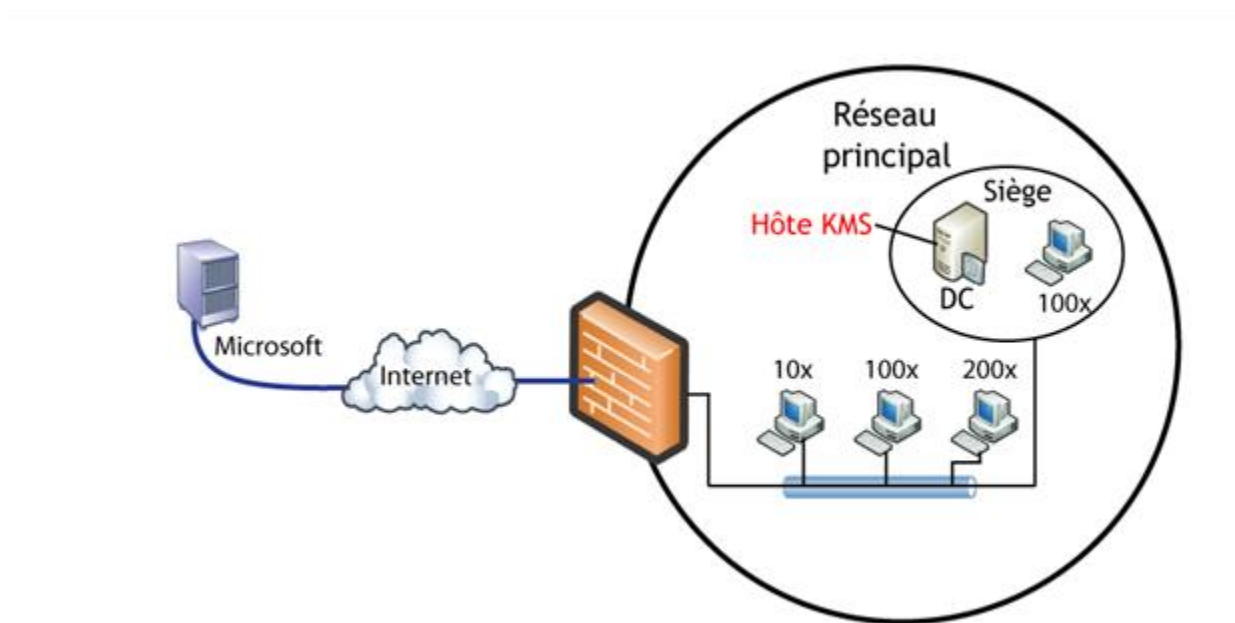 Réseau
principal
Siège
Hôte KMS
DC
100x
Microsoft
Internet
10x
100x
200x